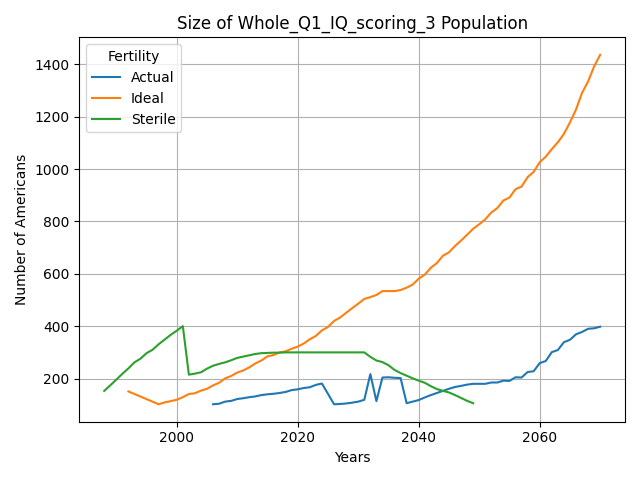 Size of Whole_Q1_IQ_scoring_3 Population
Fertility
Actual
Ideal
Sterile
Number of Americans
1400
1200
1000
800
600
400
200
2000
2020
2040
2060
Years